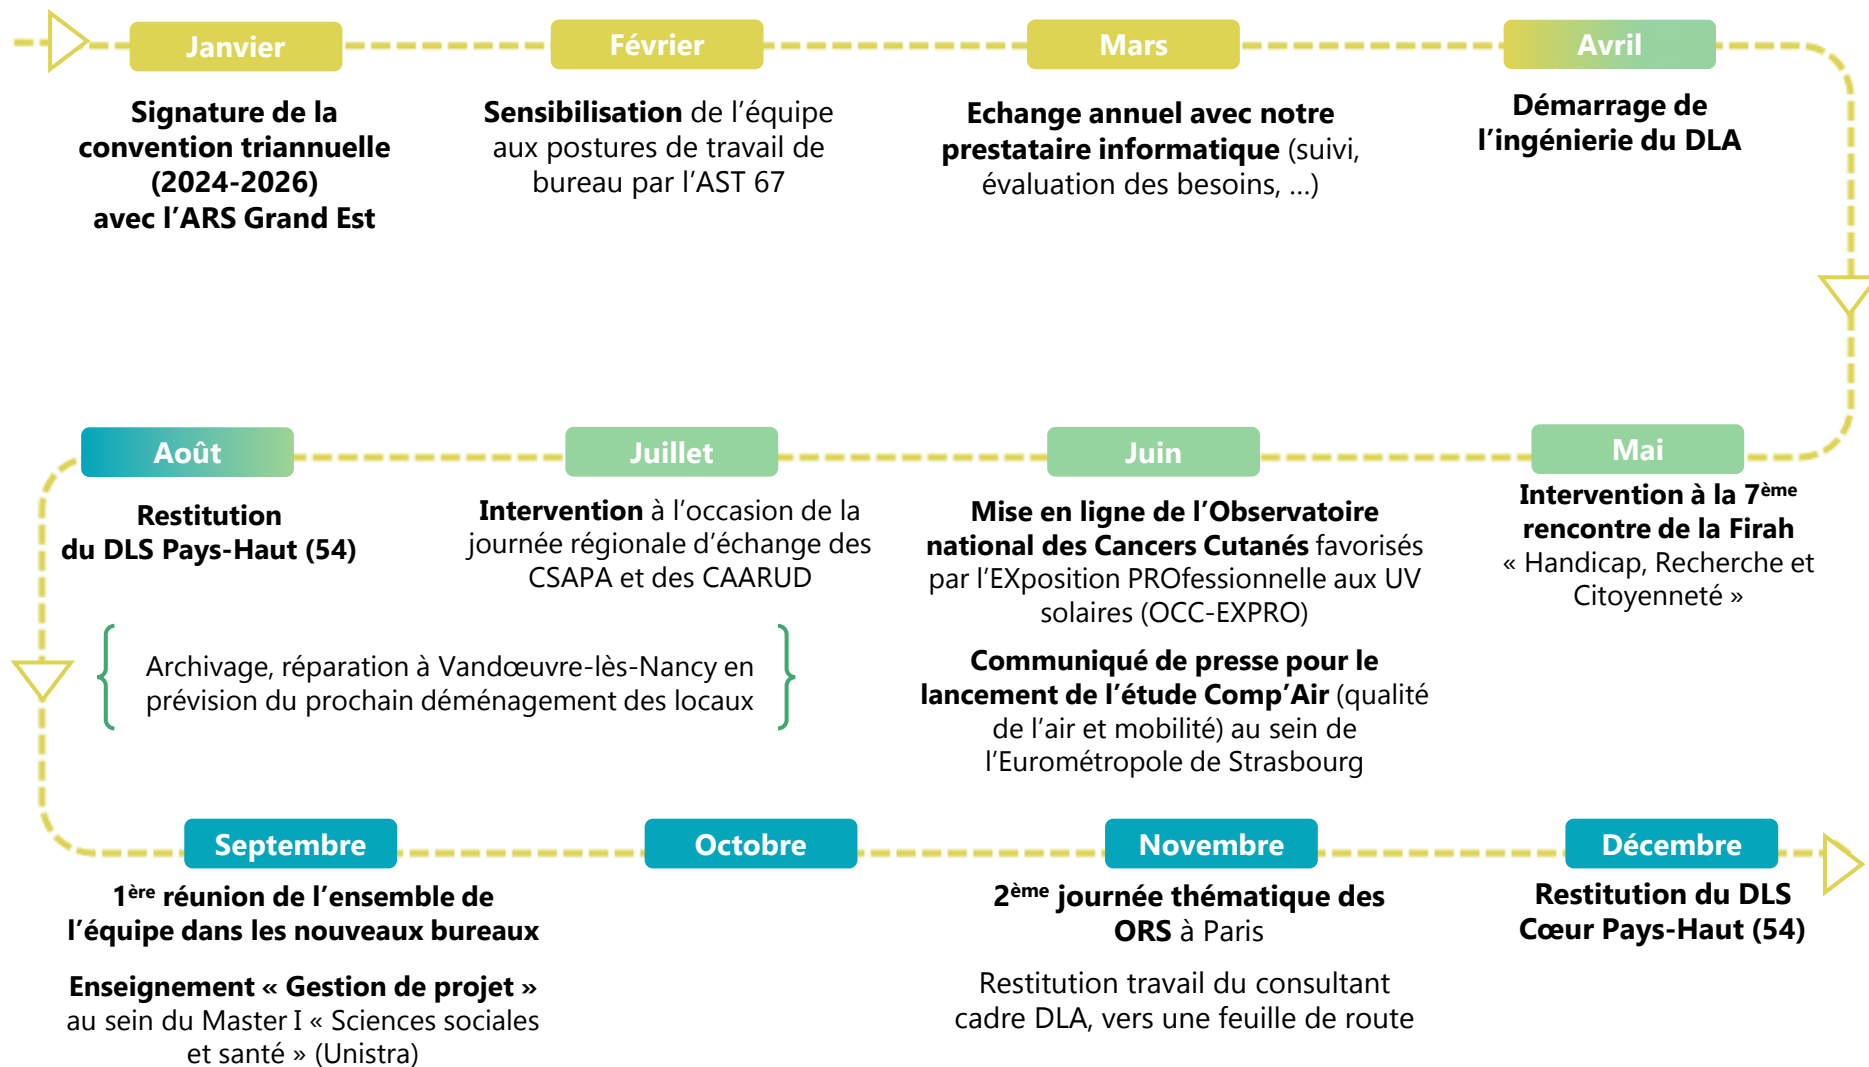 Janvier
Signature de la
convention triannuelle
(2024-2026)
avec l’ARS Grand Est
Février
Sensibilisation de l’équipe
aux postures de travail de
bureau par l’AST 67
Mars
Echange annuel avec notre
prestataire informatique (suivi,
évaluation des besoins, …)
Avril
Démarrage de
l’ingénierie du DLA
Mai
Intervention à la 7ème
rencontre de la Firah
« Handicap, Recherche et
Citoyenneté »
Juin
Mise en ligne de l’Observatoire
national des Cancers Cutanés favorisés
par l’EXposition PROfessionnelle aux UV
solaires (OCC-EXPRO)
Communiqué de presse pour le
lancement de l’étude Comp’Air (qualité
de l’air et mobilité) au sein de
l’Eurométropole de Strasbourg
Juillet
Intervention à l’occasion de la
journée régionale d’échange des
CSAPA et des CAARUD
Août
Restitution
du DLS Pays-Haut (54)
Archivage, réparation à Vandœuvre-lès-Nancy en
prévision du prochain déménagement des locaux
Septembre
1ère réunion de l’ensemble de
l’équipe dans les nouveaux bureaux
Enseignement « Gestion de projet »
au sein du Master I « Sciences sociales
et santé » (Unistra)
Octobre
Novembre
2ème journée thématique des
ORS à Paris
Restitution travail du consultant
cadre DLA, vers une feuille de route
Décembre
Restitution du DLS
Cœur Pays-Haut (54)